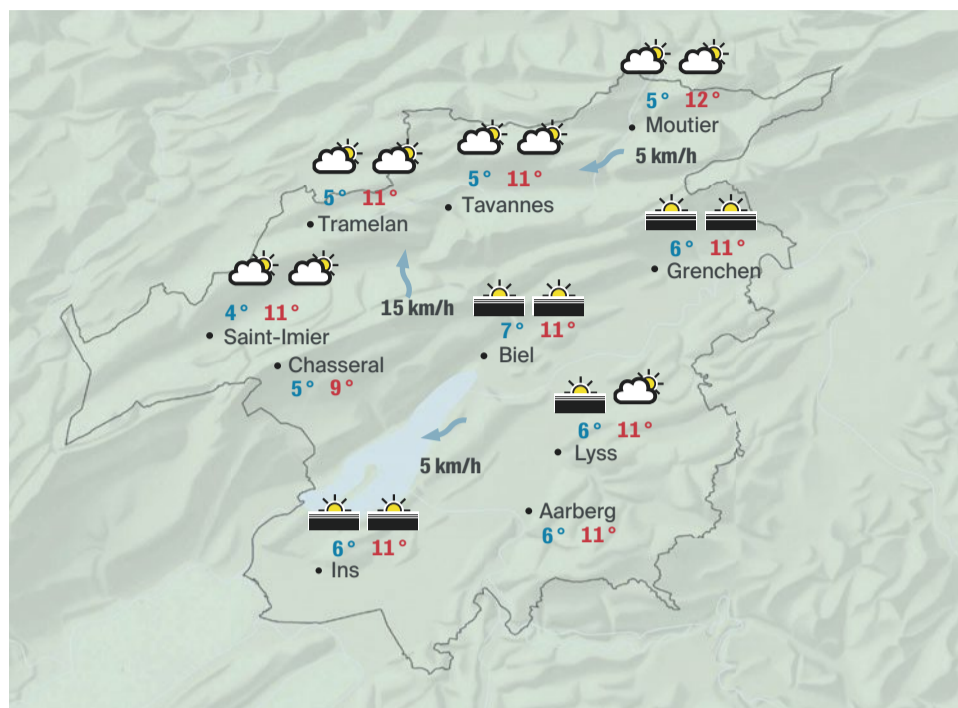 5° 12°
Moutier
5 km/h
5° 11°
Tavannes
5° 11°
Tramelan
6° 11°
Grenchen
4° 11°
Saint-Imier
15 km/h
7° 11°
Biel
Chasseral
5° 9°
6° 11°
Lyss
5 km/h
Aarberg
6° 11°
6° 11°
Ins